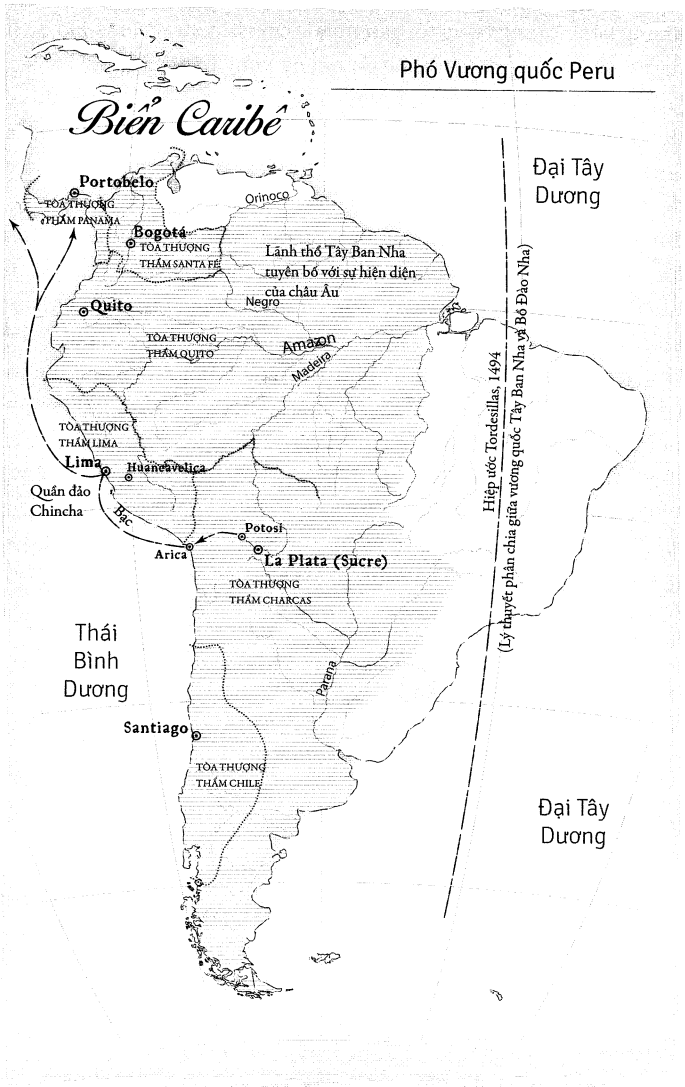 Phó Vương quốc Peru
Biển Caribê
Đại Tây
Dương
Portobelo
TÒA THƯỢNG
THẨM PANAMA
Orinoco
Bogotá
TÒA THƯỢNG
THẨM SANTA FE
Lãnh thổ Tây Ban Nha
tuyên bố với sự hiện diện
của châu Âu
Negro
Quito
TÒA THƯỢNG
THẨM QUITO
Amazon
Madeira
Hiệp ước Tordesillas, 1494
(Lý thuyết phân chia giữa vương quốc Tây Ban Nha và Bồ Đào Nha)
TÒA THƯỢNG
THẨM LIMA
Lima
Huancavelica
Quần đảo
Chincha
Bạc
Potosi
Arica
La Plata (Sucre)
TÒA THƯỢNG
THẨM CHARCAS
Thái
Bình
Dương
Parana
Santiago
TÒA THƯỢNG
THẨM CHILE
Đại Tây
Dương